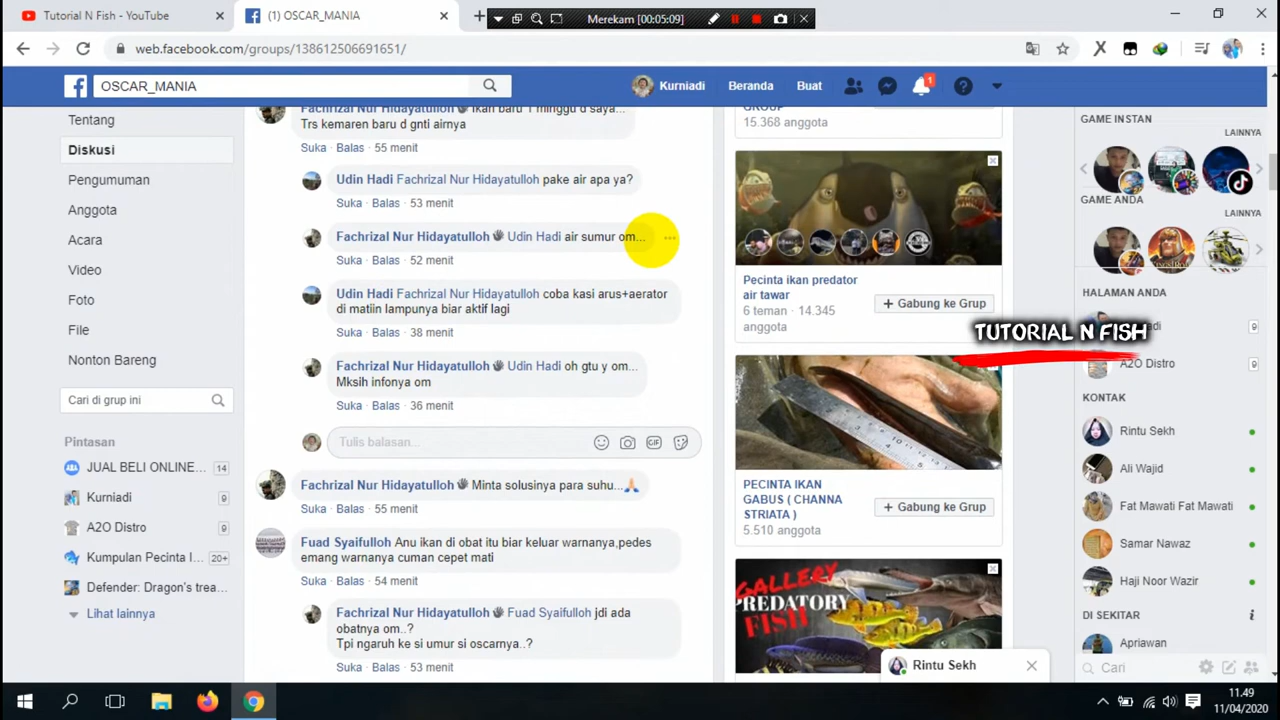 Tutorial N Fish - YouTube
(1) OSCAR_MANIA
Merekam [00:05:09]
web.facebook.com/groups/138612506691651/
OSCAR_MANIA
Kurniadi
Beranda
Buat
1
Tentang
Diskusi
Pengumuman
Anggota
Acara
Video
Foto
File
Nonton Bareng
Cari di grup ini
Pintasan
JUAL BELI ONLINE... 14
Kurniadi 9
A2O Distro 9
Kumpulan Pecinta I... 20+
Defender: Dragon's trea...
Lihat lainnya
Fachrizal Nur Hidayatulloh Ikan baru 1 minggu d saya...
Trs kemaren baru d gnti airnya
Suka · Balas · 55 menit
Udin Hadi Fachrizal Nur Hidayatulloh pake air apa ya?
Suka · Balas · 53 menit
Fachrizal Nur Hidayatulloh Udin Hadi air sumur om...
Suka · Balas · 52 menit
Udin Hadi Fachrizal Nur Hidayatulloh coba kasi arus+aerator
di matiin lampunya biar aktif lagi
Suka · Balas · 38 menit
Fachrizal Nur Hidayatulloh Udin Hadi oh gtu y om...
Mksih infonya om
Suka · Balas · 36 menit
Tulis balasan...
GIF
Fachrizal Nur Hidayatulloh Minta solusinya para suhu...🙏
Suka · Balas · 55 menit
Fuad Syaifulloh Anu ikan di obat itu biar keluar warnanya,pedes
emang warnanya cuman cepet mati
Suka · Balas · 54 menit
Fachrizal Nur Hidayatulloh Fuad Syaifulloh jdi ada
obatnya om..?
Tpi ngaruh ke si umur si oscarnya..?
Suka · Balas · 53 menit
GROUP
15.368 anggota
Pecinta ikan predator
air tawar
6 teman · 14.345
anggota
+ Gabung ke Grup
PECINTA IKAN
GABUS ( CHANNA
STRIATA )
5.510 anggota
+ Gabung ke Grup
GALLERY
PREDATORY
FISH
TUTORIAL N FISH
GAME INSTAN
LAINNYA
GAME ANDA
LAINNYA
HALAMAN ANDA
9
A2O Distro 9
KONTAK
Rintu Sekh
Ali Wajid
Fat Mawati Fat Mawati
Samar Nawaz
Haji Noor Wazir
DI SEKITAR
Apriawan
Cari
Rintu Sekh
11.49
11/04/2020